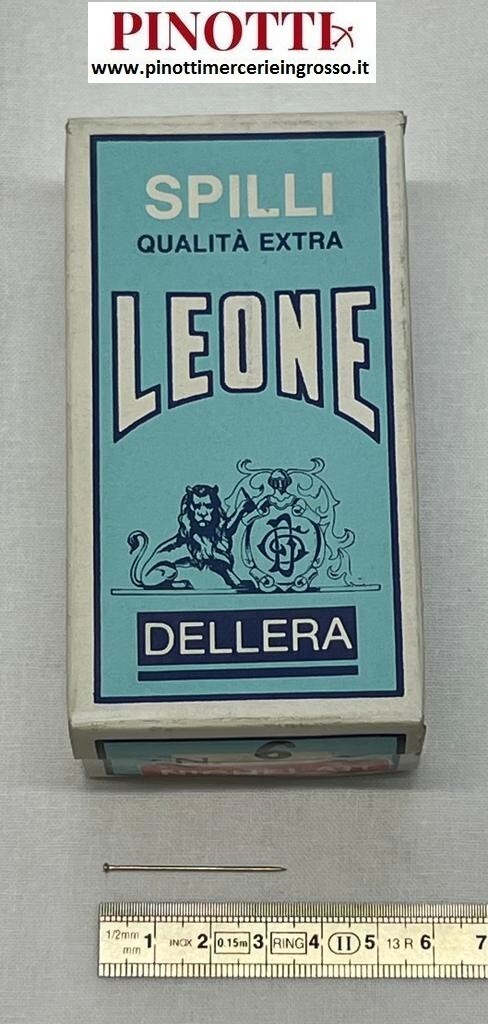 PINOTTI
www.pinottimercerieingrosso.it
SPILLI
QUALITÀ EXTRA
LEONE
DELLERA
6
1/2mm
mm 1 INOX 2 0.15m 3 RING 4 II 5 13 R 6 7